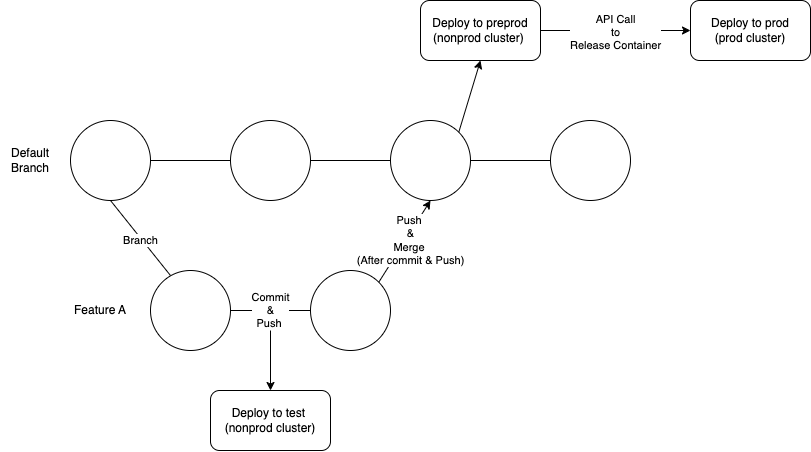 Deploy to preprod
(nonprod cluster)
API Call
to
Release Container
Deploy to prod
(prod cluster)
Default
Branch
Branch
Push
&
Merge
(After commit & Push)
Feature A
Commit
&
Push
Deploy to test
(nonprod cluster)